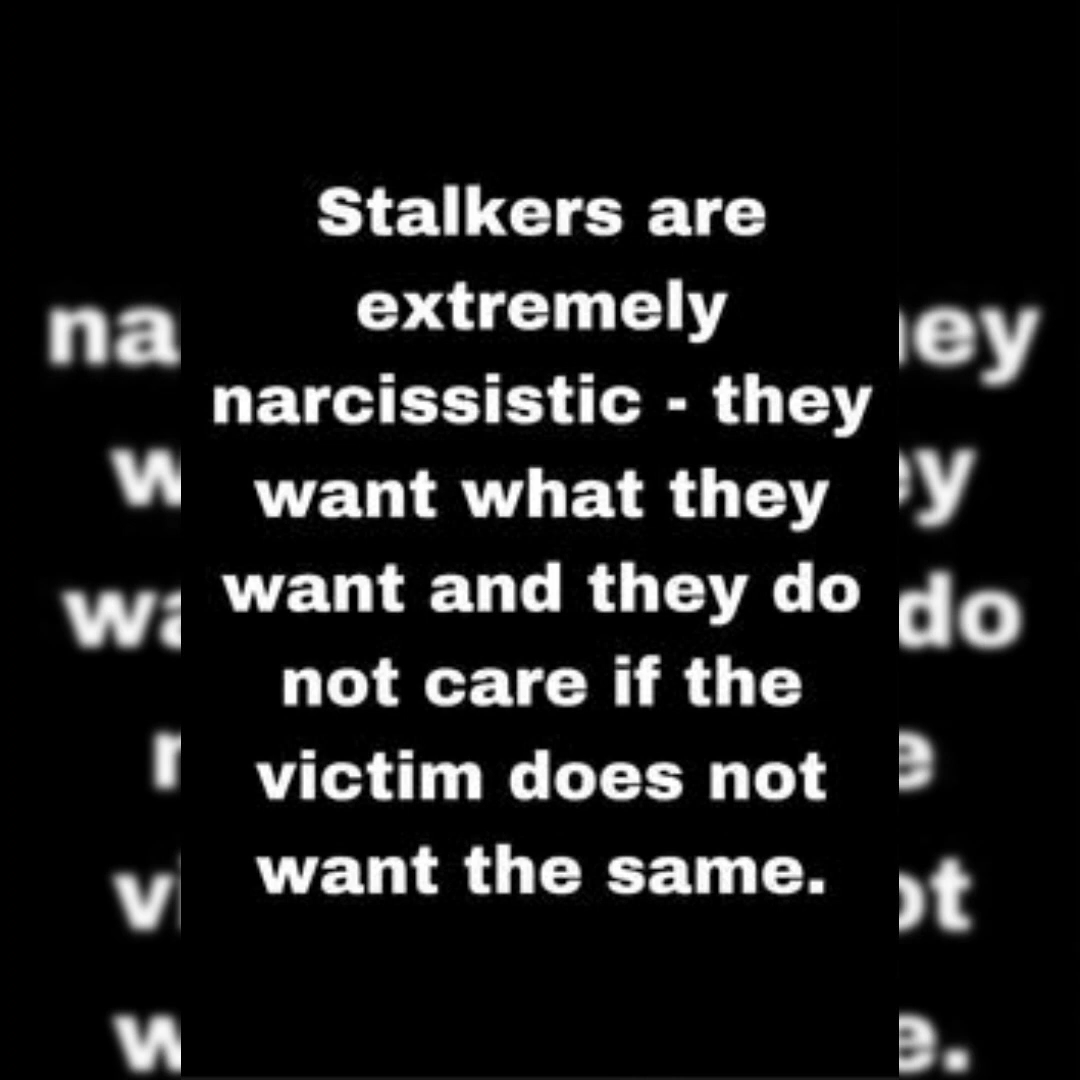 Stalkers are
extremely
narcissistic - they
want what they
want and they do
not care if the
victim does not
want the same.